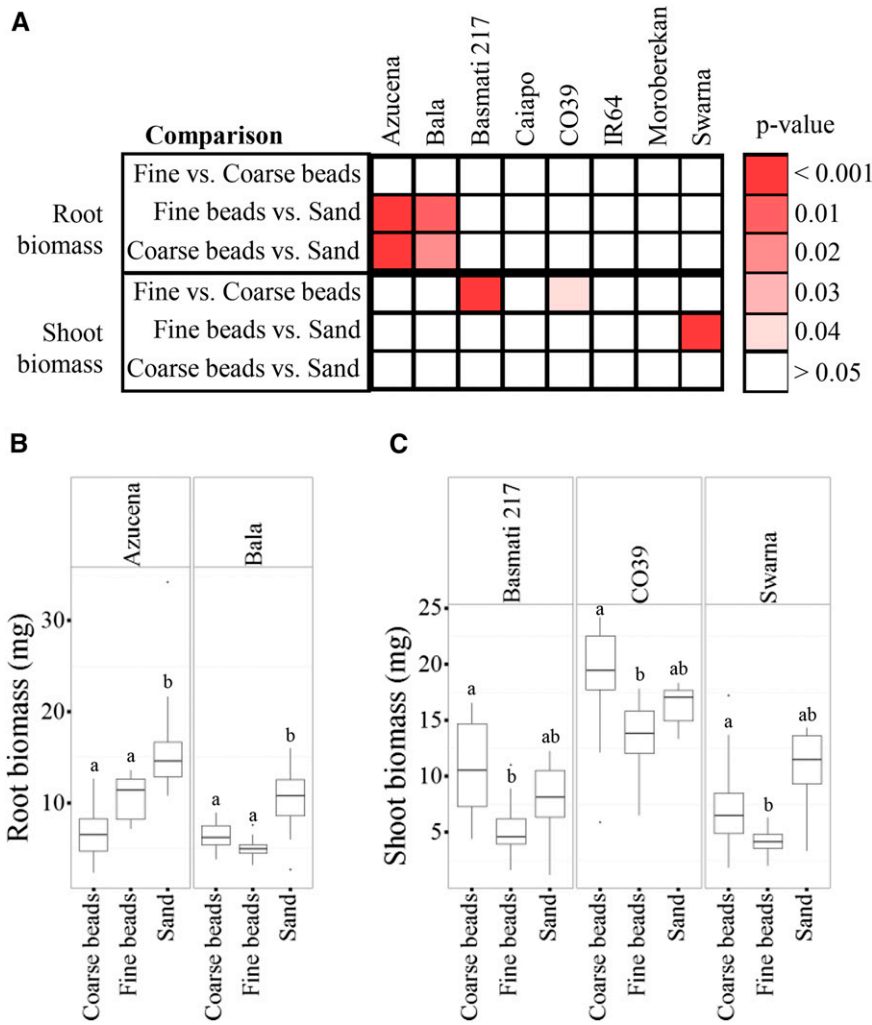 A
Azucena
Bala
Basmati 217
Caiapo
CO39
IR64
Moroberekan
Swarna
Comparison
p-value
Root biomass
Fine vs. Coarse beads
Fine beads vs. Sand
Coarse beads vs. Sand
Shoot biomass
Fine vs. Coarse beads
Fine beads vs. Sand
Coarse beads vs. Sand
< 0.001
0.01
0.02
0.03
0.04
> 0.05
B
Azucena
Bala
Root biomass (mg)
30
20
10
a
a
b
a
a
b
Coarse beads
Fine beads
Sand
Coarse beads
Fine beads
Sand
C
Basmati 217
CO39
Swarna
Shoot biomass (mg)
25
20
15
10
5
a
b
ab
a
b
ab
a
b
ab
Coarse beads
Fine beads
Sand
Coarse beads
Fine beads
Sand
Coarse beads
Fine beads
Sand